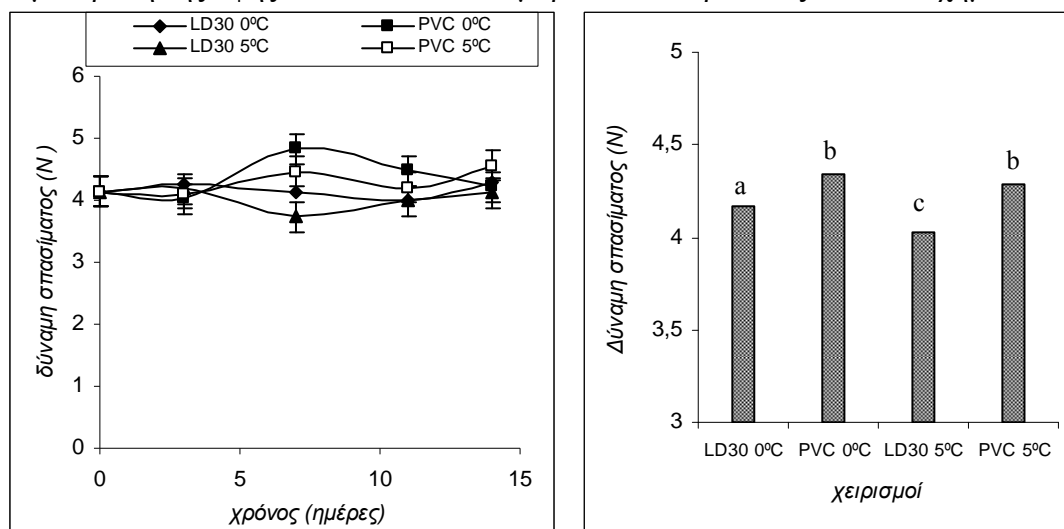 LD30 0ºC PVC 0ºC
LD30 5ºC PVC 5ºC
6
5
4
3
2
1
0
0 5 10 15
δύναμη σπασίματος (N )
χρόνος (ημέρες)
5
4,5
4
3,5
3
a
b
c
b
LD30 0ºC PVC 0ºC LD30 5ºC PVC 5ºC
Δύναμη σπασίματος (N)
χειρισμοί